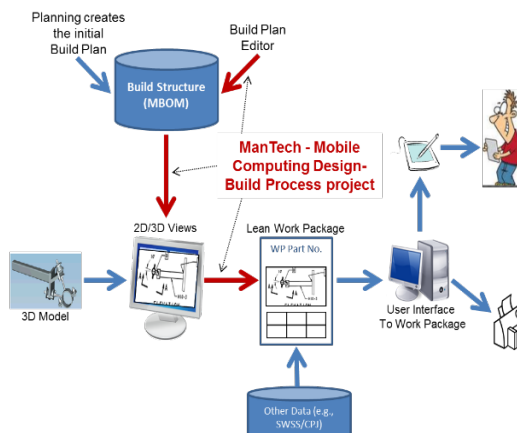 Planning creates
the initial
Build Plan
Build Plan
Editor
Build Structure
(MBOM)
ManTech - Mobile
Computing Design-
Build Process project
2D/3D Views
Lean Work Package
WP Part No.
3D Model
User Interface
To Work Package
Other Data (e.g.,
SWSS/CPJ)